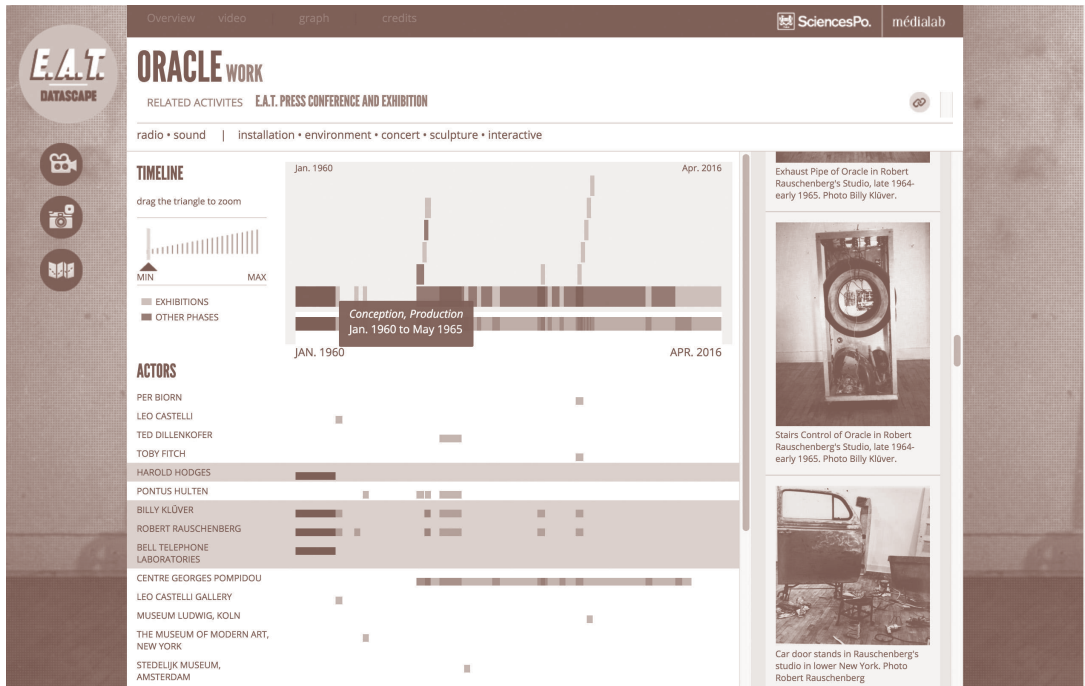 Overview video graph credits
SciencesPo. médialab
E.A.T.
DATASCAPE
ORACLE WORK
RELATED ACTIVITES E.A.T. PRESS CONFERENCE AND EXHIBITION
radio • sound | installation • environment • concert • sculpture • interactive
TIMELINE
drag the triangle to zoom
MIN MAX
EXHIBITIONS
OTHER PHASES
Jan. 1960 Apr. 2016
Conception, Production
Jan. 1960 to May 1965
JAN. 1960 APR. 2016
ACTORS
PER BIORN
LEO CASTELLI
TED DILLENKOFER
TOBY FITCH
HAROLD HODGES
PONTUS HULTEN
BILLY KLÜVER
ROBERT RAUSCHENBERG
BELL TELEPHONE
LABORATORIES
CENTRE GEORGES POMPIDOU
LEO CASTELLI GALLERY
MUSEUM LUDWIG, KOLN
THE MUSEUM OF MODERN ART,
NEW YORK
STEDELIJK MUSEUM,
AMSTERDAM
Exhaust Pipe of Oracle in Robert
Rauschenberg's Studio, late 1964-
early 1965. Photo Billy Klüver.
Stairs Control of Oracle in Robert
Rauschenberg's Studio, late 1964-
early 1965. Photo Billy Klüver.
Car door stands in Rauschenberg's
studio in lower New York. Photo
Robert Rauschenberg